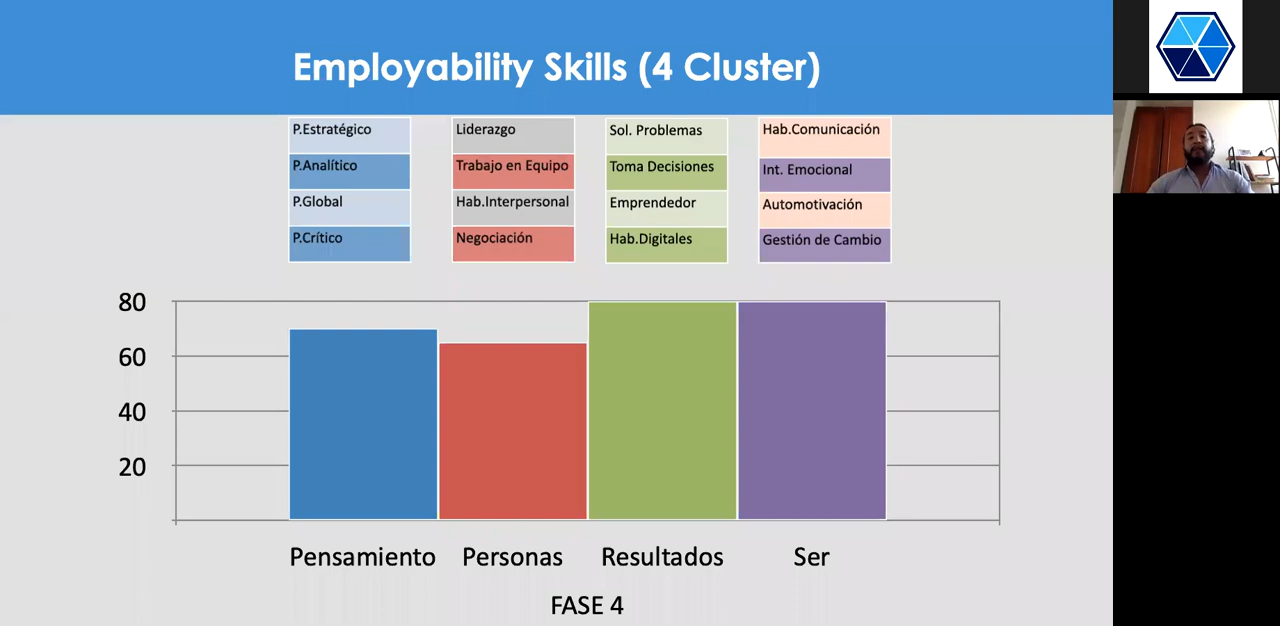 Employability Skills (4 Cluster)
P.Estratégico
P.Analítico
P.Global
P.Crítico
Liderazgo
Trabajo en Equipo
Hab.Interpersonal
Negociación
Sol. Problemas
Toma Decisiones
Emprendedor
Hab.Digitales
Hab.Comunicación
Int. Emocional
Automotivación
Gestión de Cambio
80
60
40
20
Pensamiento Personas Resultados Ser
FASE 4